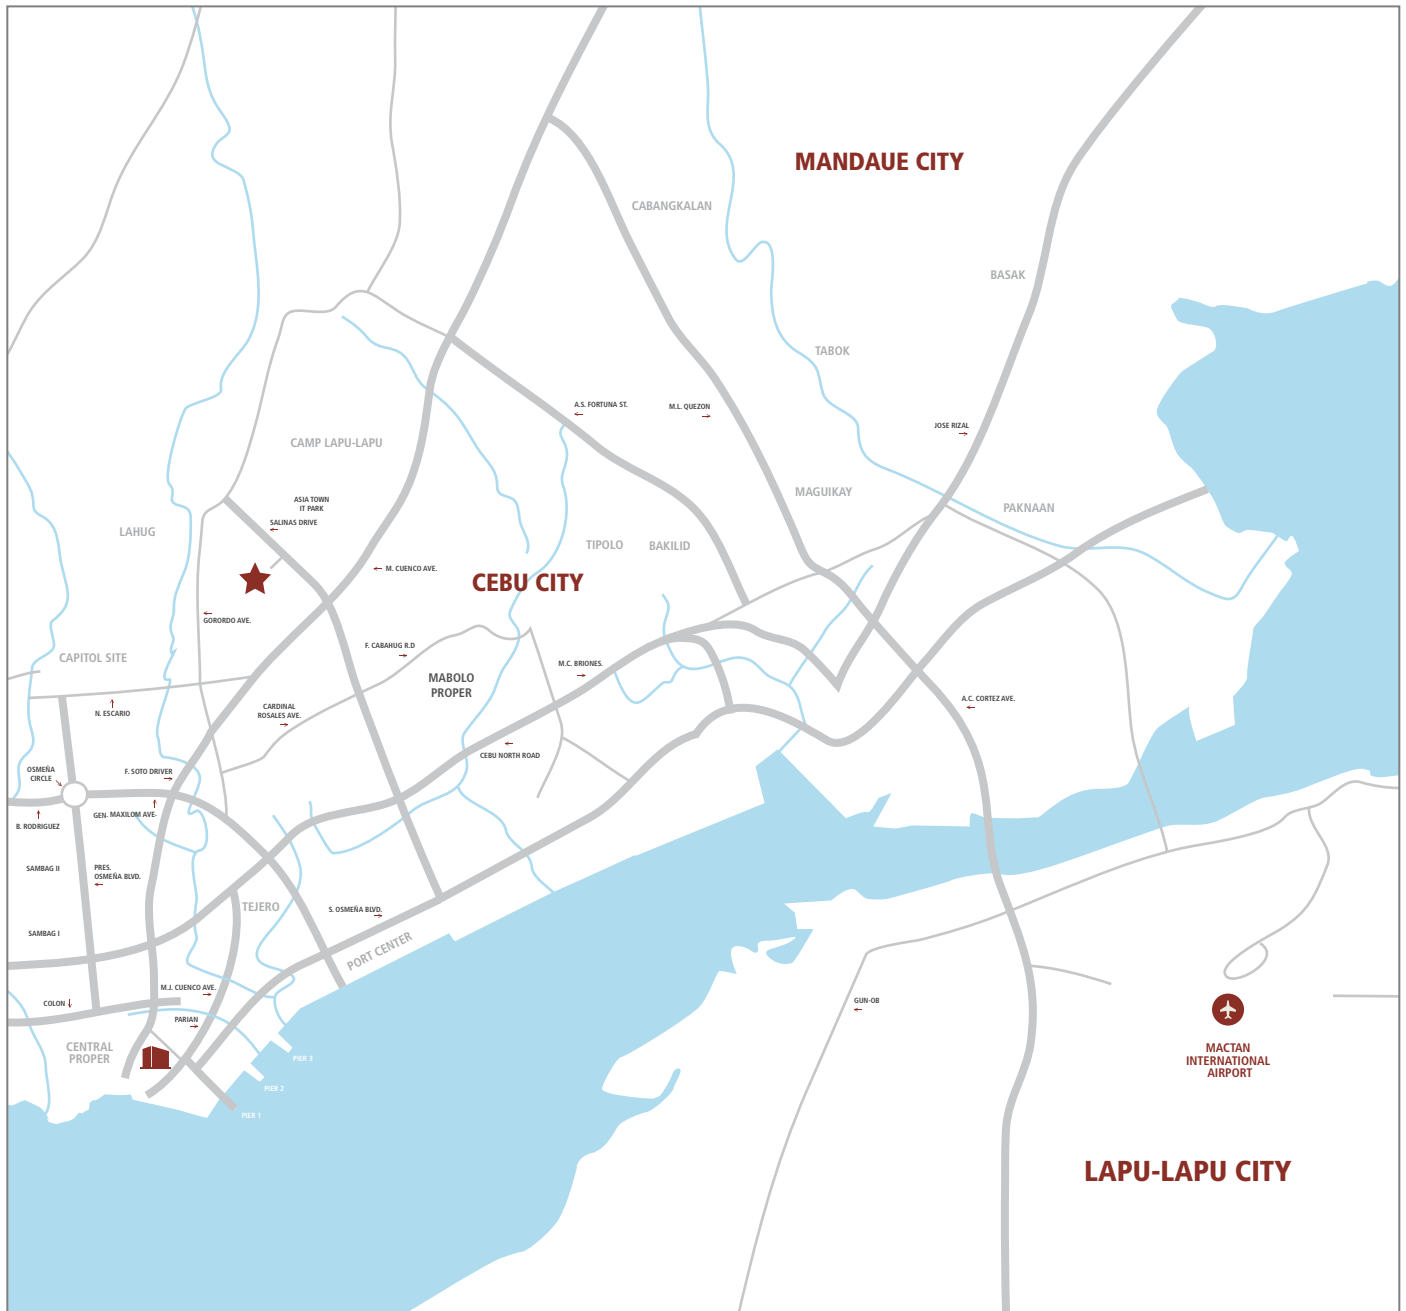 MANDAUE CITY
CABANGKALAN
BASAK
TABOK
A.S. FORTUNA ST.
M.L. QUEZON
JOSE RIZAL
CAMP LAPU-LAPU
MAGUIKAY
ASIA TOWN
IT PARK
SALINAS DRIVE
PAKNAAN
LAHUG
TIPOLO
BAKILID
M. CUENCO AVE.
CEBU CITY
GORORDO AVE.
F. CABAHUG R.D
CAPITOL SITE
M.C. BRIONES.
MABOLO
PROPER
A.C. CORTEZ AVE.
CARDINAL
ROSALES AVE.
N. ESCARIO
CEBU NORTH ROAD
OSMEÑA
CIRCLE
F. SOTO DRIVER
GEN. MAXILOM AVE.
B. RODRIGUEZ
SAMBAG II
PRES.
OSMEÑA BLVD.
TEJERO
S. OSMEÑA BLVD.
SAMBAG I
PORT CENTER
M.J. CUENCO AVE.
COLON
GUN-OB
PARIAN
CENTRAL
PROPER
PIER 3
PIER 2
PIER 1
MACTAN
INTERNATIONAL
AIRPORT
LAPU-LAPU CITY